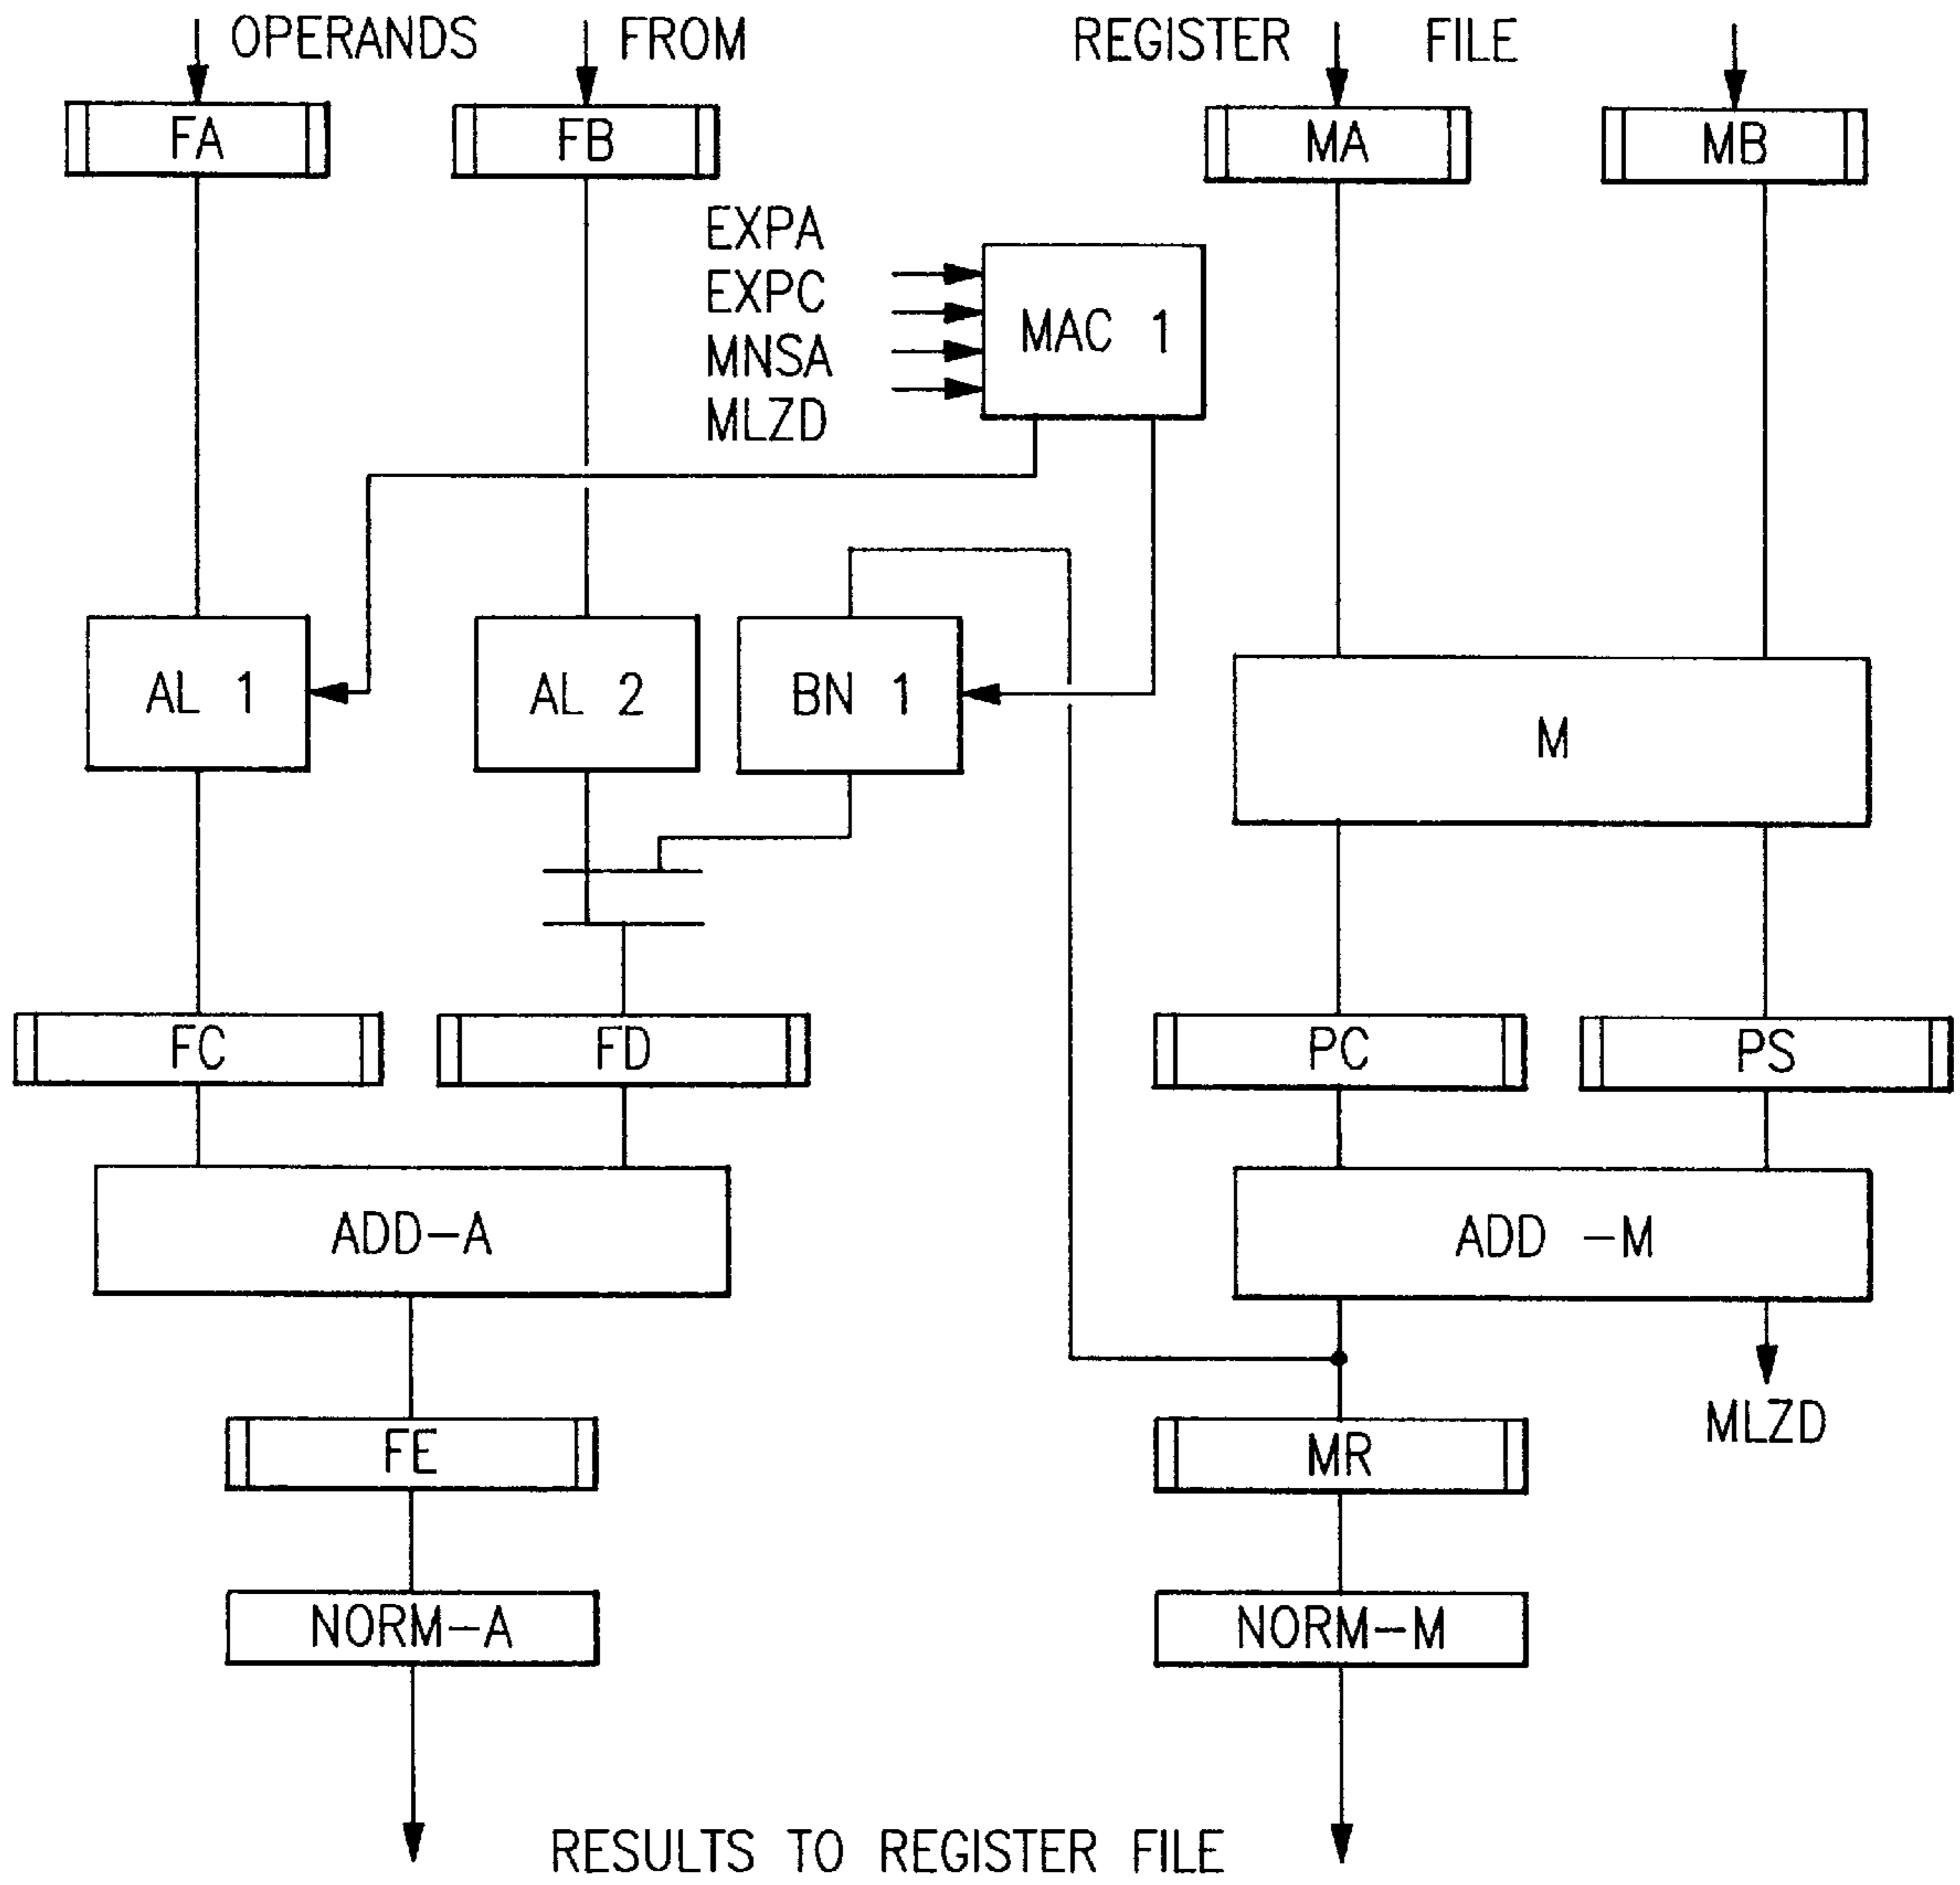 OPERANDS FROM REGISTER FILE
FA FB MA MB
EXPA
EXPC
MNSA
MLZD
MAC 1
AL 1 AL 2 BN 1 M
FC FD PC PS
ADD-A ADD -M
FE MR MLZD
NORM-A NORM-M
RESULTS TO REGISTER FILE